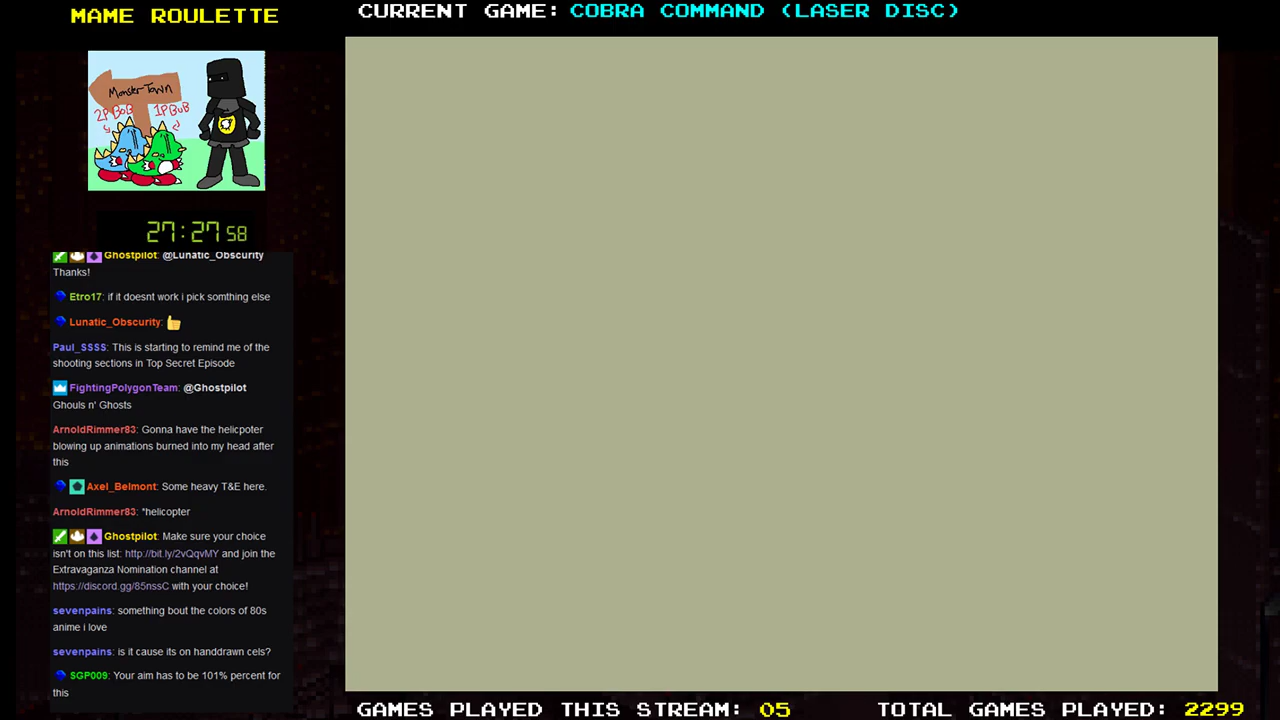 MAME ROULETTE
CURRENT GAME: COBRA COMMAND (LASER DISC)
Monster Town
2P BOB
1P BUB
27:27 58
Ghostpilot: @Lunatic_Obscurity
Thanks!
Etro17: if it doesnt work i pick somthing else
Lunatic_Obscurity:
Paul_SSSS: This is starting to remind me of the
shooting sections in Top Secret Episode
FightingPolygonTeam: @Ghostpilot
Ghouls n' Ghosts
ArnoldRimmer83: Gonna have the helicpoter
blowing up animations burned into my head after
this
Axel_Belmont: Some heavy T&E here.
ArnoldRimmer83: *helicopter
Ghostpilot: Make sure your choice
isn't on this list: http://bit.ly/2vQqvMY and join the
Extravaganza Nomination channel at
https://discord.gg/85nssC with your choice!
sevenpains: something bout the colors of 80s
anime i love
sevenpains: is it cause its on handdrawn cels?
SGP009: Your aim has to be 101% percent for
this
GAMES PLAYED THIS STREAM: 05
TOTAL GAMES PLAYED: 2299